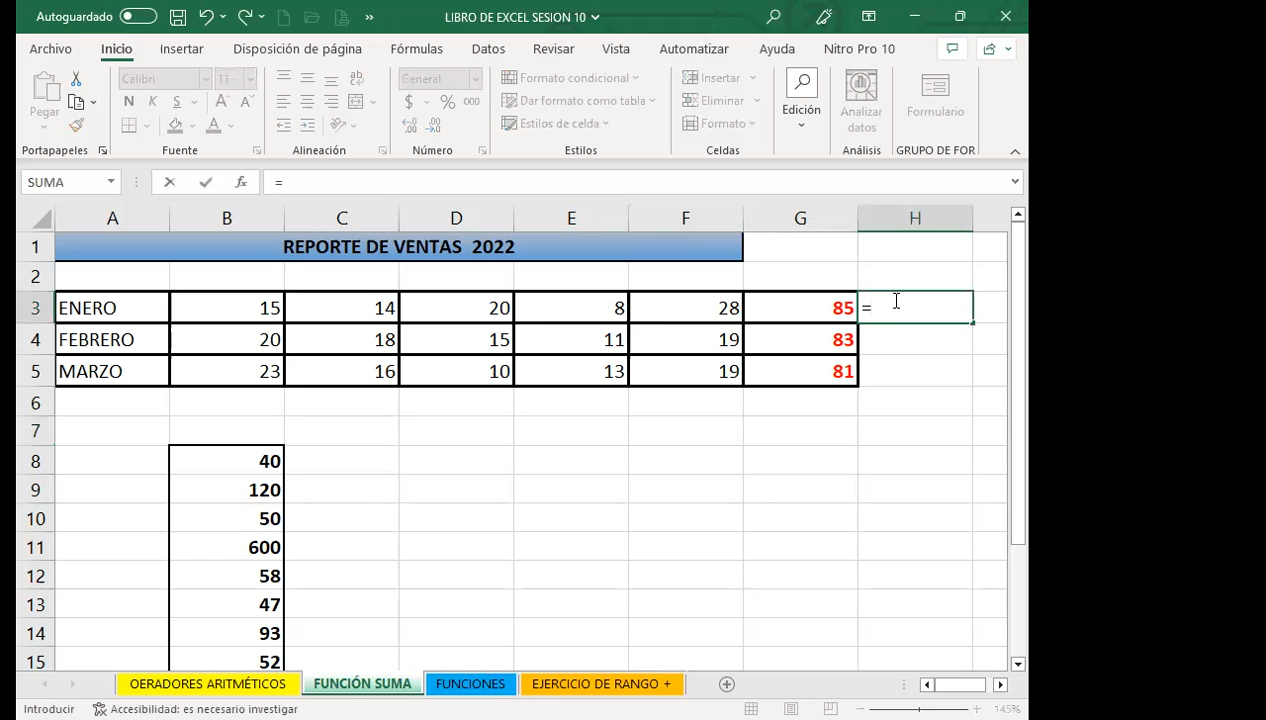 Autoguardado LIBRO DE EXCEL SESION 10
Archivo Inicio Insertar Disposición de página Fórmulas Datos Revisar Vista Automatizar Ayuda Nitro Pro 10
Pegar Calibri 11 General Formato condicional Insertar Edición Analizar datos Formulario
N K S $ % 000 Dar formato como tabla Eliminar
A Estilos de celda Formato
Portapapeles Fuente Alineación Número Estilos Celdas Análisis GRUPO DE FOR
SUMA fx =
A B C D E F G H
1 REPORTE DE VENTAS 2022
2
3 ENERO 15 14 20 8 28 85 =
4 FEBRERO 20 18 15 11 19 83
5 MARZO 23 16 10 13 19 81
6
7
8 40
9 120
10 50
11 600
12 58
13 47
14 93
15 52
OERADORES ARITMÉTICOS FUNCIÓN SUMA FUNCIONES EJERCICIO DE RANGO +
Introducir Accesibilidad: es necesario investigar 145%